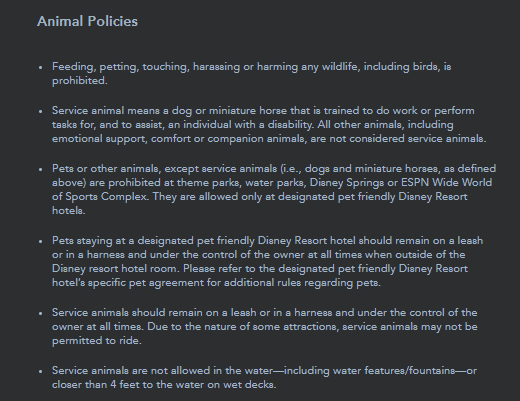 Animal Policies
• Feeding, petting, touching, harassing or harming any wildlife, including birds, is
prohibited.
• Service animal means a dog or miniature horse that is trained to do work or perform
tasks for, and to assist, an individual with a disability. All other animals, including
emotional support, comfort or companion animals, are not considered service animals.
• Pets or other animals, except service animals (i.e., dogs and miniature horses, as defined
above) are prohibited at theme parks, water parks, Disney Springs or ESPN Wide World
of Sports Complex. They are allowed only at designated pet friendly Disney Resort
hotels.
• Pets staying at a designated pet friendly Disney Resort hotel should remain on a leash
or in a harness and under the control of the owner at all times when outside of the
Disney resort hotel room. Please refer to the designated pet friendly Disney Resort
hotel's specific pet agreement for additional rules regarding pets.
• Service animals should remain on a leash or in a harness and under the control of the
owner at all times. Due to the nature of some attractions, service animals may not be
permitted to ride.
• Service animals are not allowed in the water—including water features/fountains—or
closer than 4 feet to the water on wet decks.